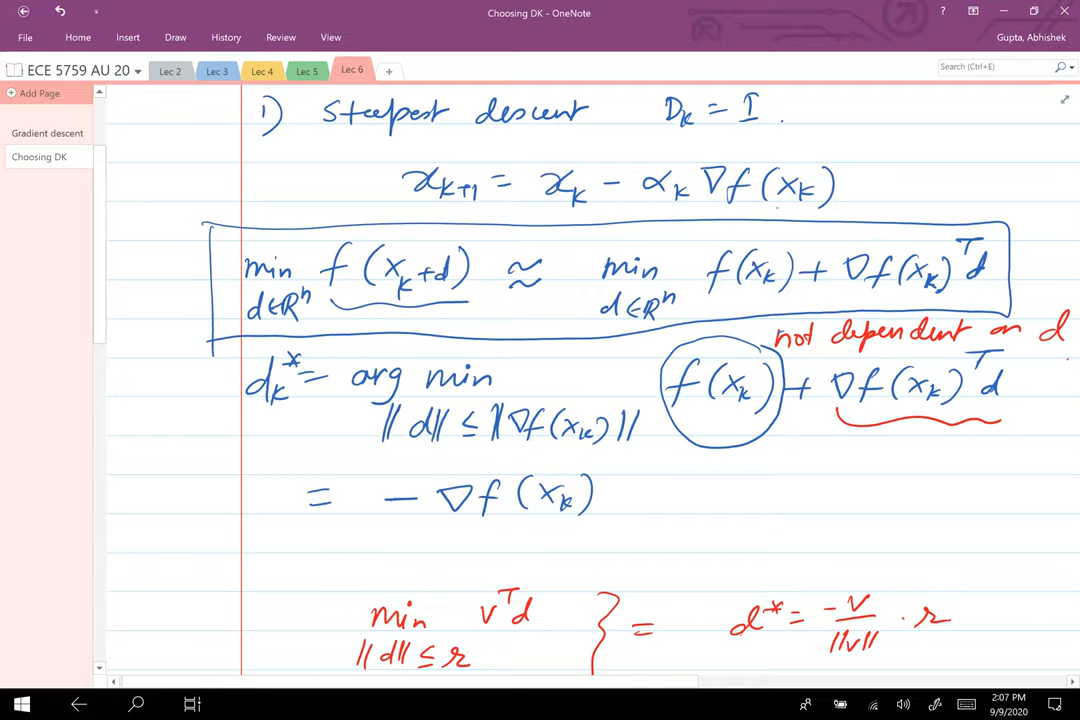 Choosing DK - OneNote
?
File Home Insert Draw History Review View
Gupta, Abhishek
ECE 5759 AU 20
Lec 2 Lec 3 Lec 4 Lec 5 Lec 6
Search (Ctrl+E)
Add Page
Gradient descent
Choosing DK
1) Steepest descent D_k = I .
x_{k+1} = x_k − α_k ∇f(x_k)
min_{d∈ℝ^n} f(x_k+d) ≈ min_{d∈ℝ^n} f(x_k) + ∇f(x_k)^T d
not dependent on d
d_k^* = arg min_{||d|| ≤ ||∇f(x_k)||} f(x_k) + ∇f(x_k)^T d
= − ∇f(x_k)
min_{||d|| ≤ r} v^T d } = d^* = −v/||v|| · r
2:07 PM
9/9/2020